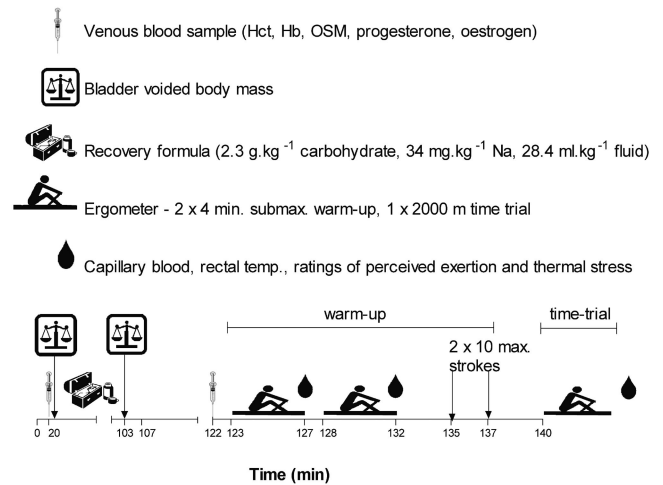 Venous blood sample (Hct, Hb, OSM, progesterone, oestrogen)
Bladder voided body mass
Recovery formula (2.3 g.kg⁻¹ carbohydrate, 34 mg.kg⁻¹ Na, 28.4 ml.kg⁻¹ fluid)
Ergometer - 2 x 4 min. submax. warm-up, 1 x 2000 m time trial
Capillary blood, rectal temp., ratings of perceived exertion and thermal stress
warm-up time-trial
2 x 10 max.
strokes
0 20 103 107 122 123 127 128 132 135 137 140
Time (min)